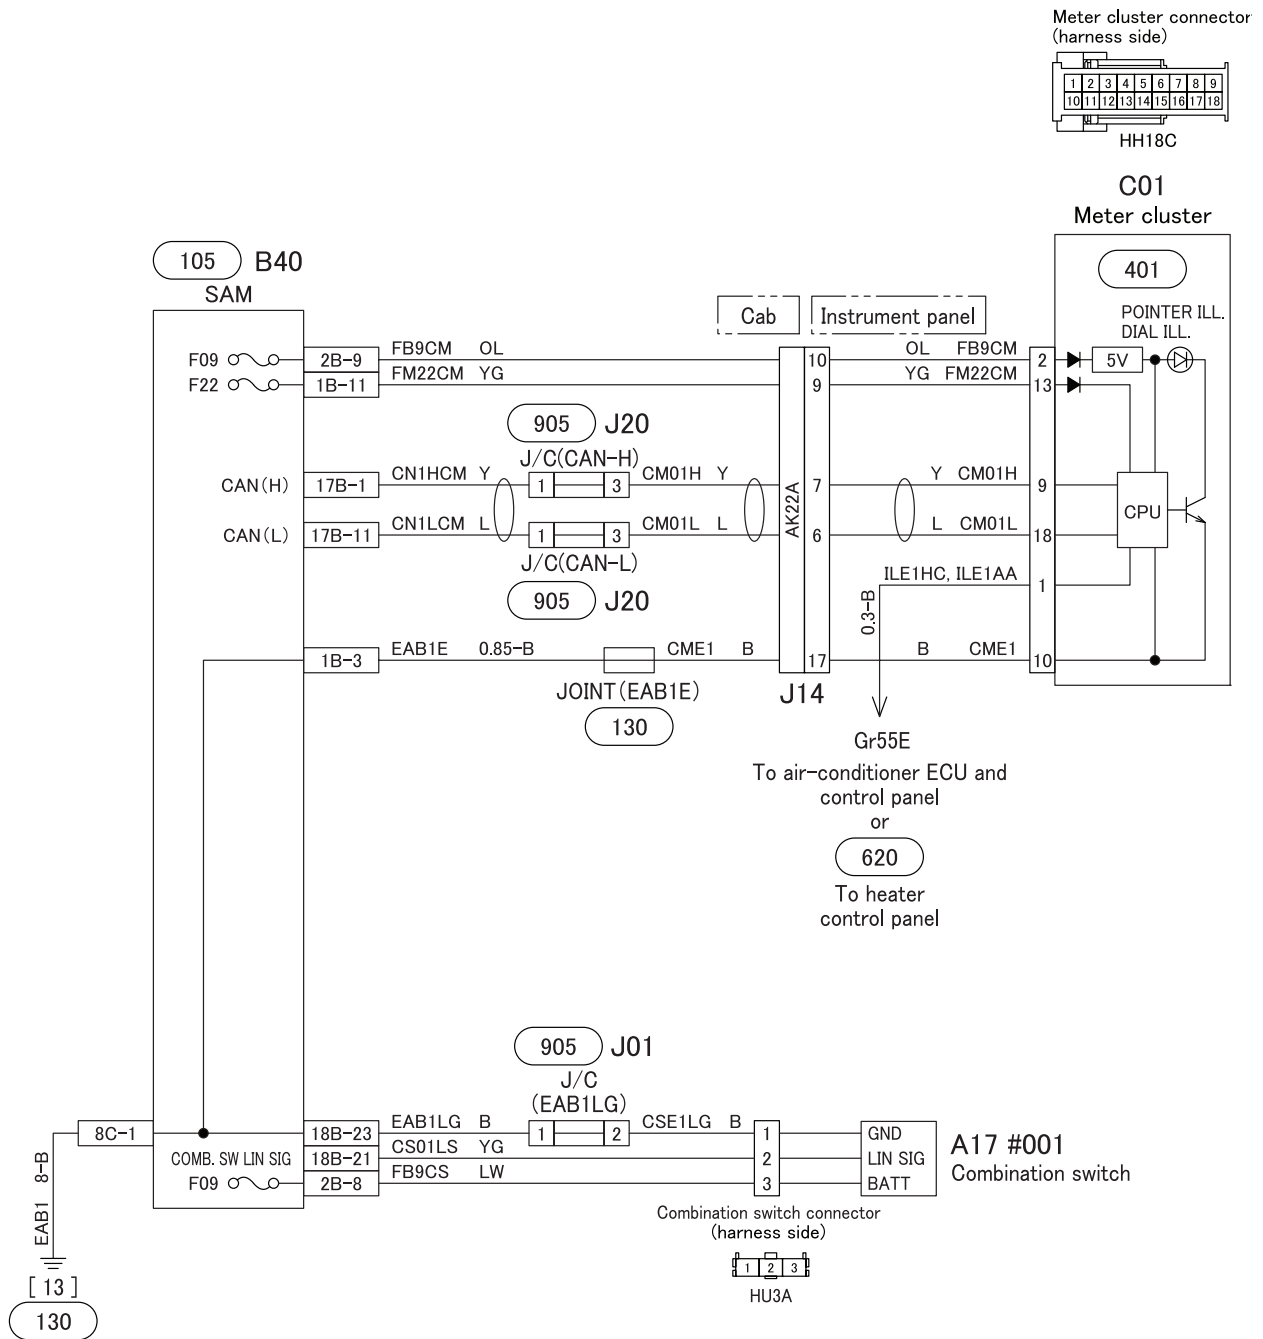 Meter cluster connector
(harness side)
1 2 3 4 5 6 7 8 9
10 11 12 13 14 15 16 17 18
HH18C
C01
Meter cluster
105 B40
SAM
401
Cab Instrument panel
POINTER ILL.
DIAL ILL.
F09 2B-9 FB9CM OL 10 OL FB9CM 2 5V
F22 1B-11 FM22CM YG 9 YG FM22CM 13
905 J20
J/C(CAN-H)
CAN(H) 17B-1 CN1HCM Y 1 3 CM01H Y 7 Y CM01H 9
AK22A
CPU
CAN(L) 17B-11 CN1LCM L 1 3 CM01L L 6 L CM01L 18
J/C(CAN-L)
905 J20
ILE1HC, ILE1AA 1
0.3-B
1B-3 EAB1E 0.85-B CME1 B 17 B CME1 10
JOINT(EAB1E)
J14
130
Gr55E
To air-conditioner ECU and
control panel
or
620
To heater
control panel
905 J01
J/C
(EAB1LG)
8C-1 18B-23 EAB1LG B 1 2 CSE1LG B 1 GND
COMB. SW LIN SIG 18B-21 CS01LS YG 2 LIN SIG
F09 2B-8 FB9CS LW 3 BATT
A17 #001
Combination switch
EAB1 8-B
Combination switch connector
(harness side)
1 2 3
HU3A
[ 13 ]
130